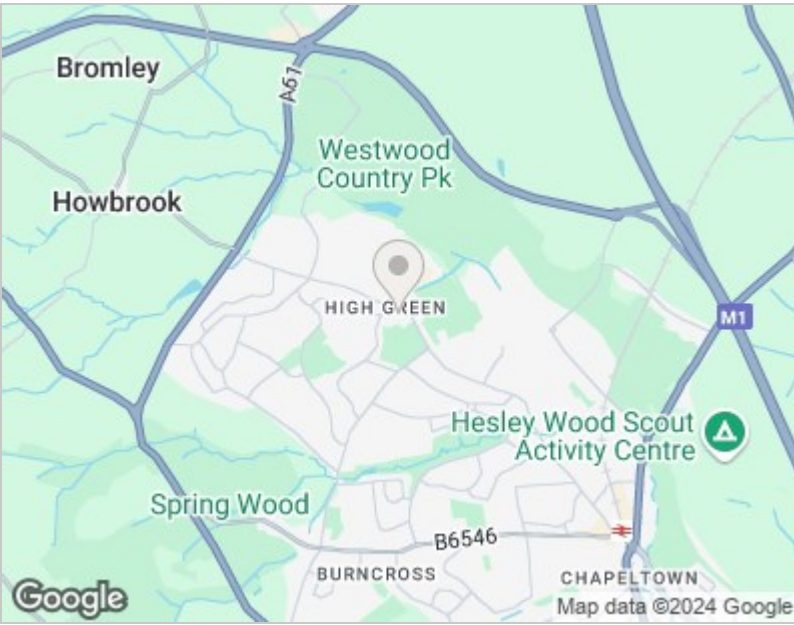 Bromley
A61
Westwood
Country Pk
Howbrook
HIGH GREEN
M1
Hesley Wood Scout
Activity Centre
Spring Wood
B6546
BURNCROSS
CHAPELTOWN
Google
Map data ©2024 Google